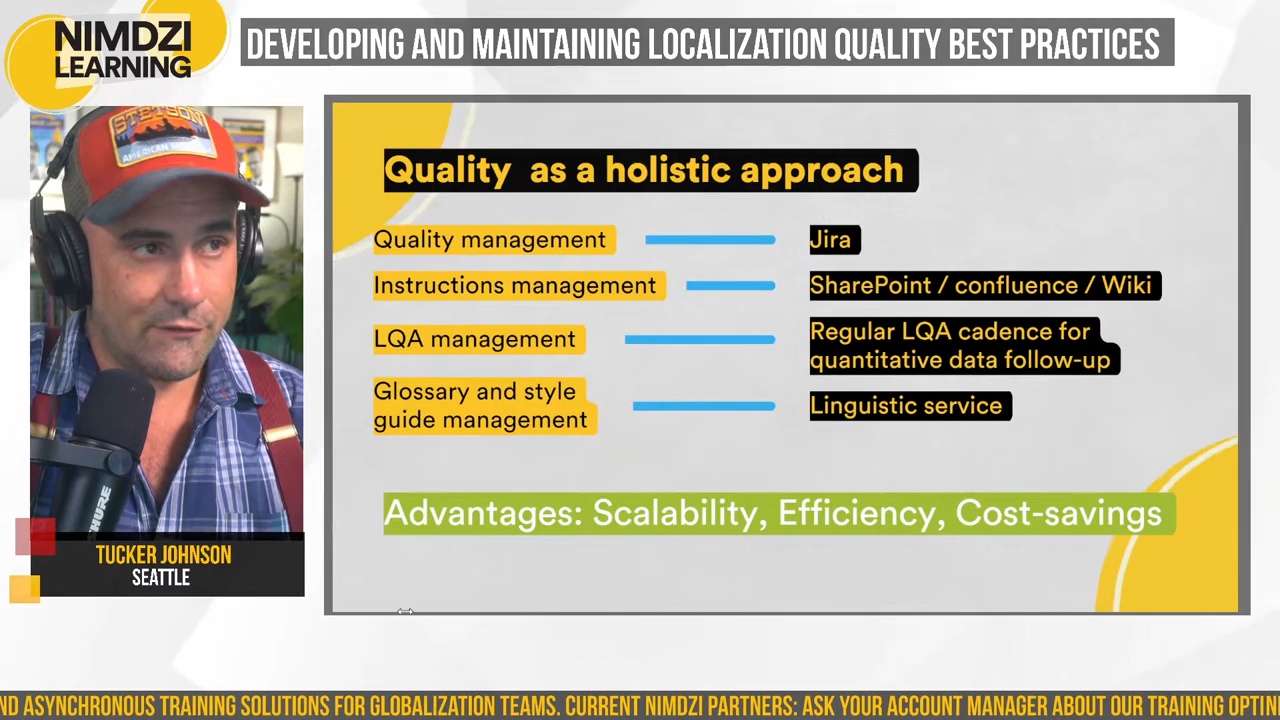 NIMDZI
LEARNING
DEVELOPING AND MAINTAINING LOCALIZATION QUALITY BEST PRACTICES
STETSON
Quality as a holistic approach
Quality management
Jira
Instructions management
SharePoint / confluence / Wiki
LQA management
Regular LQA cadence for
quantitative data follow-up
Glossary and style
guide management
Linguistic service
Advantages: Scalability, Efficiency, Cost-savings
SHURE
TUCKER JOHNSON
SEATTLE
ND ASYNCHRONOUS TRAINING SOLUTIONS FOR GLOBALIZATION TEAMS. CURRENT NIMDZI PARTNERS: ASK YOUR ACCOUNT MANAGER ABOUT OUR TRAINING OPTIN